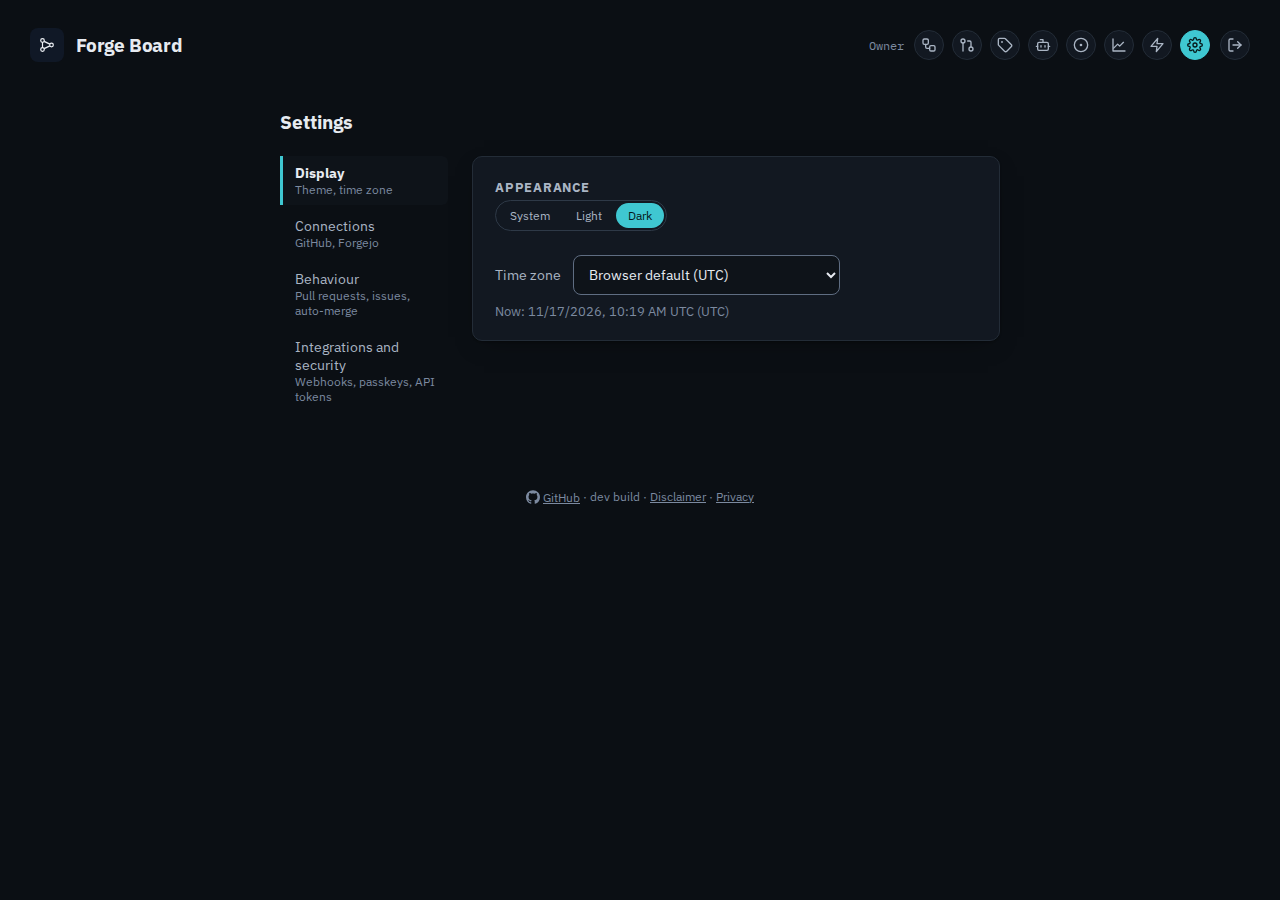 Forge Board
Owner
Settings
Display
Theme, time zone
Connections
GitHub, Forgejo
Behaviour
Pull requests, issues,
auto-merge
Integrations and
security
Webhooks, passkeys, API
tokens
APPEARANCE
System Light Dark
Time zone Browser default (UTC)
Now: 11/17/2026, 10:19 AM UTC (UTC)
GitHub · dev build · Disclaimer · Privacy